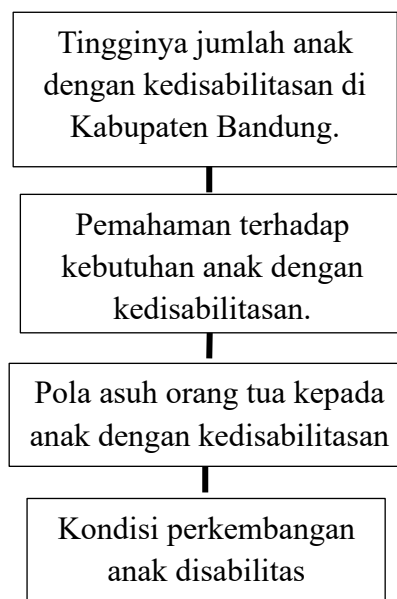 Tingginya jumlah anak
dengan kedisabilitasan di
Kabupaten Bandung.
Pemahaman terhadap
kebutuhan anak dengan
kedisabilitasan.
Pola asuh orang tua kepada
anak dengan kedisabilitasan
Kondisi perkembangan
anak disabilitas